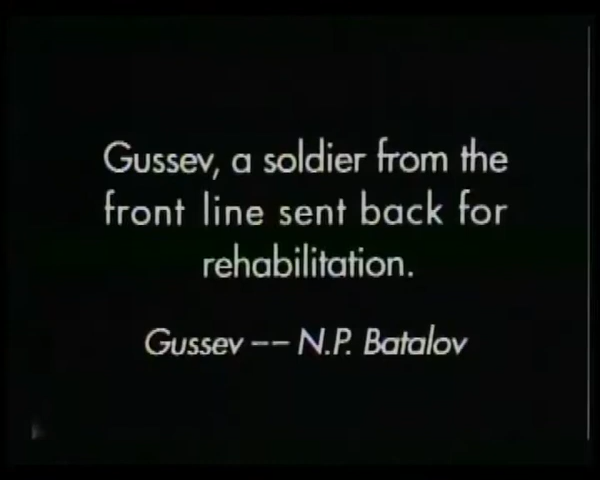 Gussev, a soldier from the
front line sent back for
rehabilitation.
Gussev -- N.P. Batalov